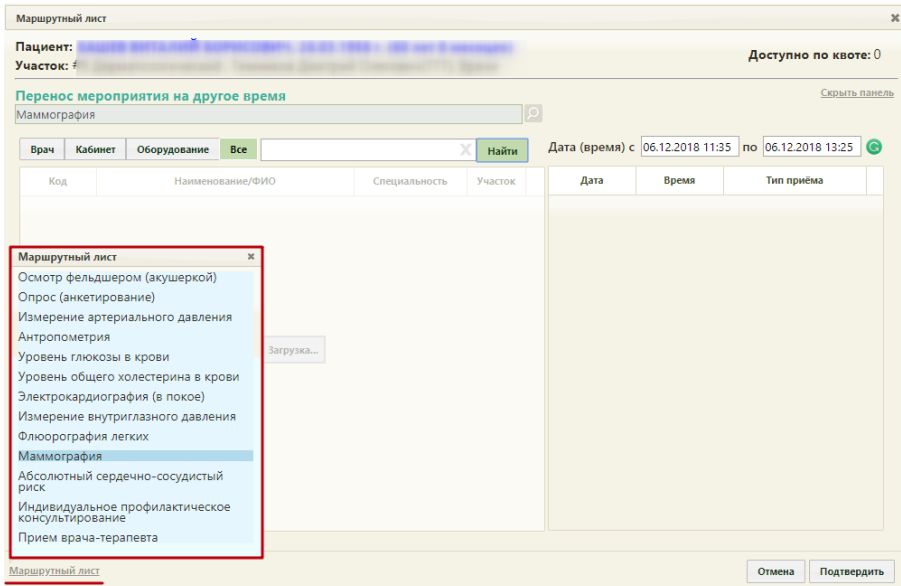 Маршрутный лист
Пациент:
Доступно по квоте: 0
Участок: #
Скрыть панель
Перенос мероприятия на другое время
Маммография
Врач Кабинет Оборудование Все Найти Дата (время) с 06.12.2018 11:35 по 06.12.2018 13:25
Код Наименование/ФИО Специальность Участок Дата Время Тип приёма
Маршрутный лист
Осмотр фельдшером (акушеркой)
Опрос (анкетирование)
Измерение артериального давления
Антропометрия
Загрузка...
Уровень глюкозы в крови
Уровень общего холестерина в крови
Электрокардиография (в покое)
Измерение внутриглазного давления
Флюорография легких
Маммография
Абсолютный сердечно-сосудистый
риск
Индивидуальное профилактическое
консультирование
Прием врача-терапевта
Маршрутный лист
Отмена Подтвердить